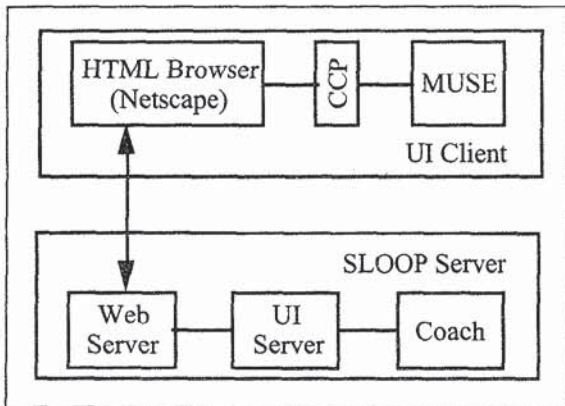 HTML Browser
(Netscape)
CCP
MUSE
UI Client
SLOOP Server
Web
Server
UI
Server
Coach